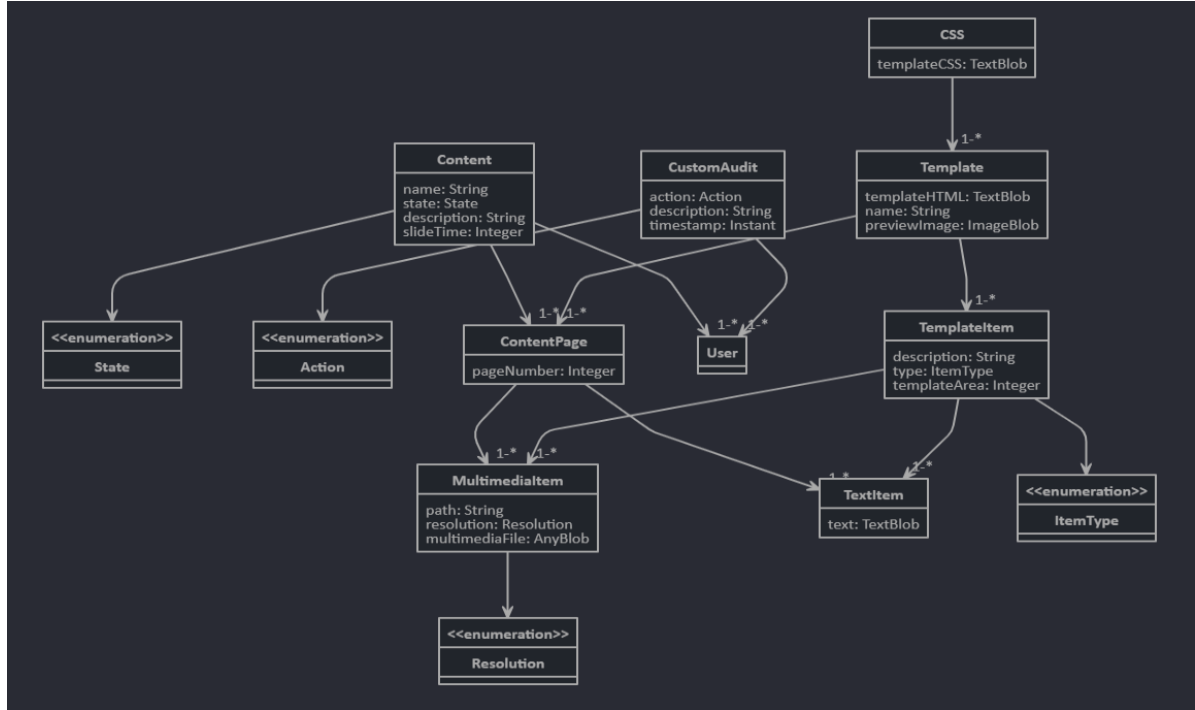 CSS
templateCSS: TextBlob
1-*
Content
name: String
state: State
description: String
slideTime: Integer
CustomAudit
action: Action
description: String
timestamp: Instant
Template
templateHTML: TextBlob
name: String
previewImage: ImageBlob
1-*
1-*
1-*
1-*
1-*
<<enumeration>>
State
<<enumeration>>
Action
ContentPage
pageNumber: Integer
User
TemplateItem
description: String
type: ItemType
templateArea: Integer
1-*
1-*
1-*
1-*
MultimediaItem
path: String
resolution: Resolution
multimediaFile: AnyBlob
TextItem
text: TextBlob
<<enumeration>>
ItemType
<<enumeration>>
Resolution